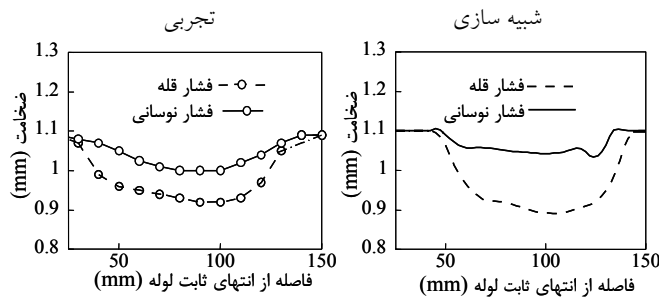 تجربی
شبیه سازی
1.3
1.2
1.1
1
0.9
0.8
ضخامت (mm)
فشار قله
فشار نوسانی
50
100
150
فاصله از انتهای ثابت لوله (mm)
1.3
1.2
1.1
1
0.9
0.8
ضخامت (mm)
فشار قله
فشار نوسانی
50
100
150
فاصله از انتهای ثابت لوله (mm)